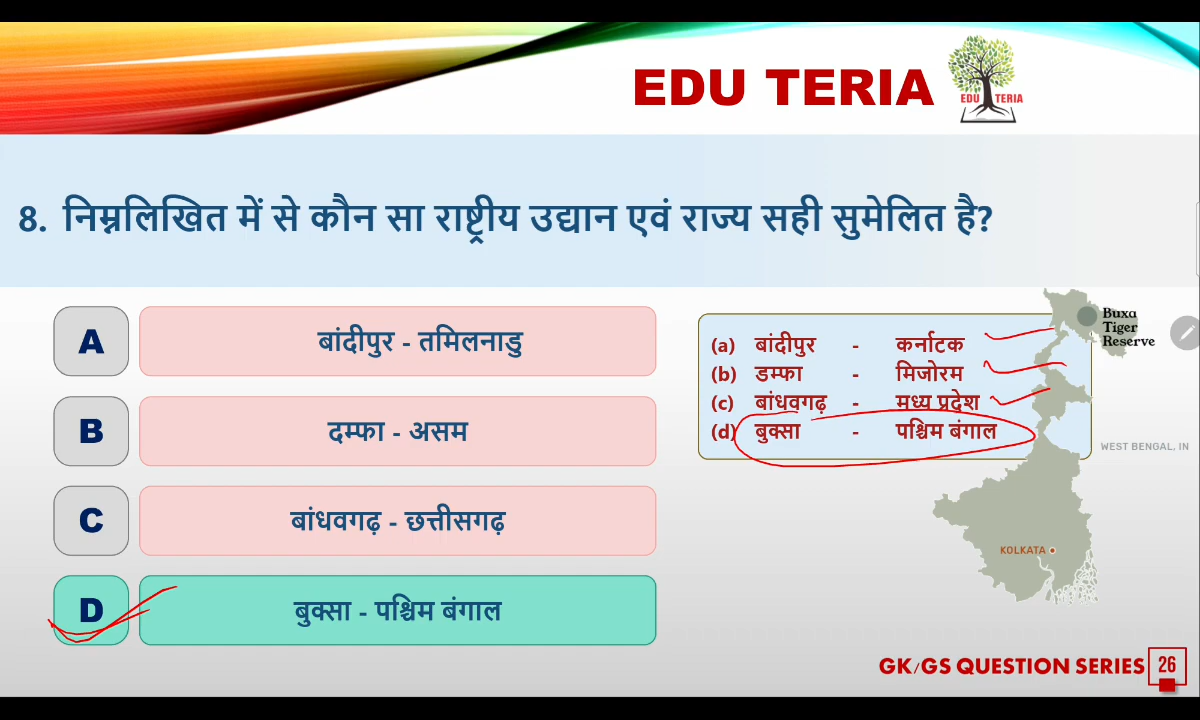 EDU TERIA
EDU TERIA
8. निम्नलिखित में से कौन सा राष्ट्रीय उद्यान एवं राज्य सही सुमेलित है?
A बांदीपुर - तमिलनाडु
B दम्फा - असम
C बांधवगढ़ - छत्तीसगढ़
D बुक्सा - पश्चिम बंगाल
(a) बांदीपुर - कर्नाटक
(b) डम्फा - मिजोरम
(c) बांधवगढ़ - मध्य प्रदेश
(d) बुक्सा - पश्चिम बंगाल
Buxa
Tiger
Reserve
WEST BENGAL, IN
KOLKATA
GK/GS QUESTION SERIES 26